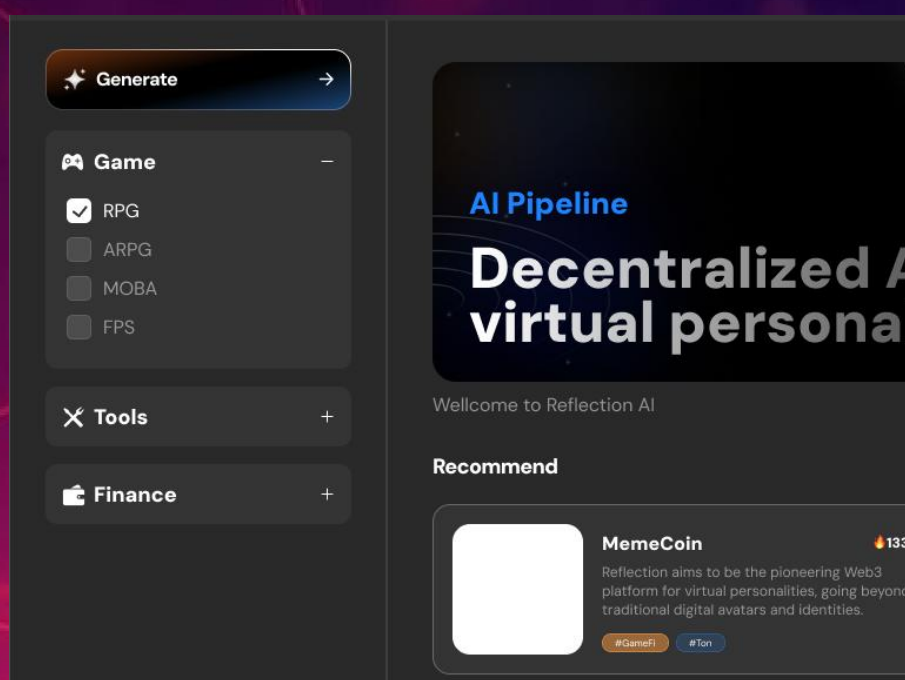 Generate
Game
RPG
ARPG
MOBA
FPS
Tools
Finance
AI Pipeline
Decentralized A
virtual persona
Wellcome to Reflection AI
Recommend
MemeCoin
133
Reflection aims to be the pioneering Web3
platform for virtual personalities, going beyond
traditional digital avatars and identities.
#GameFi #Ton